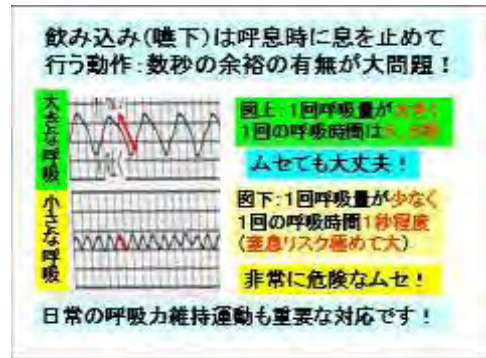 飲み込み(嚥下)は呼息時に息を止めて
行う動作:数秒の余裕の有無が大問題!
大きな呼吸
図上:1回呼吸量が大きく
1回の呼吸時間は
ムセても大丈夫!
小さな呼吸
図下:1回呼吸量が少なく
1回の呼吸時間1秒程度
(窒息リスク極めて大)
非常に危険なムセ!
日常の呼吸力維持運動も重要な対応です!